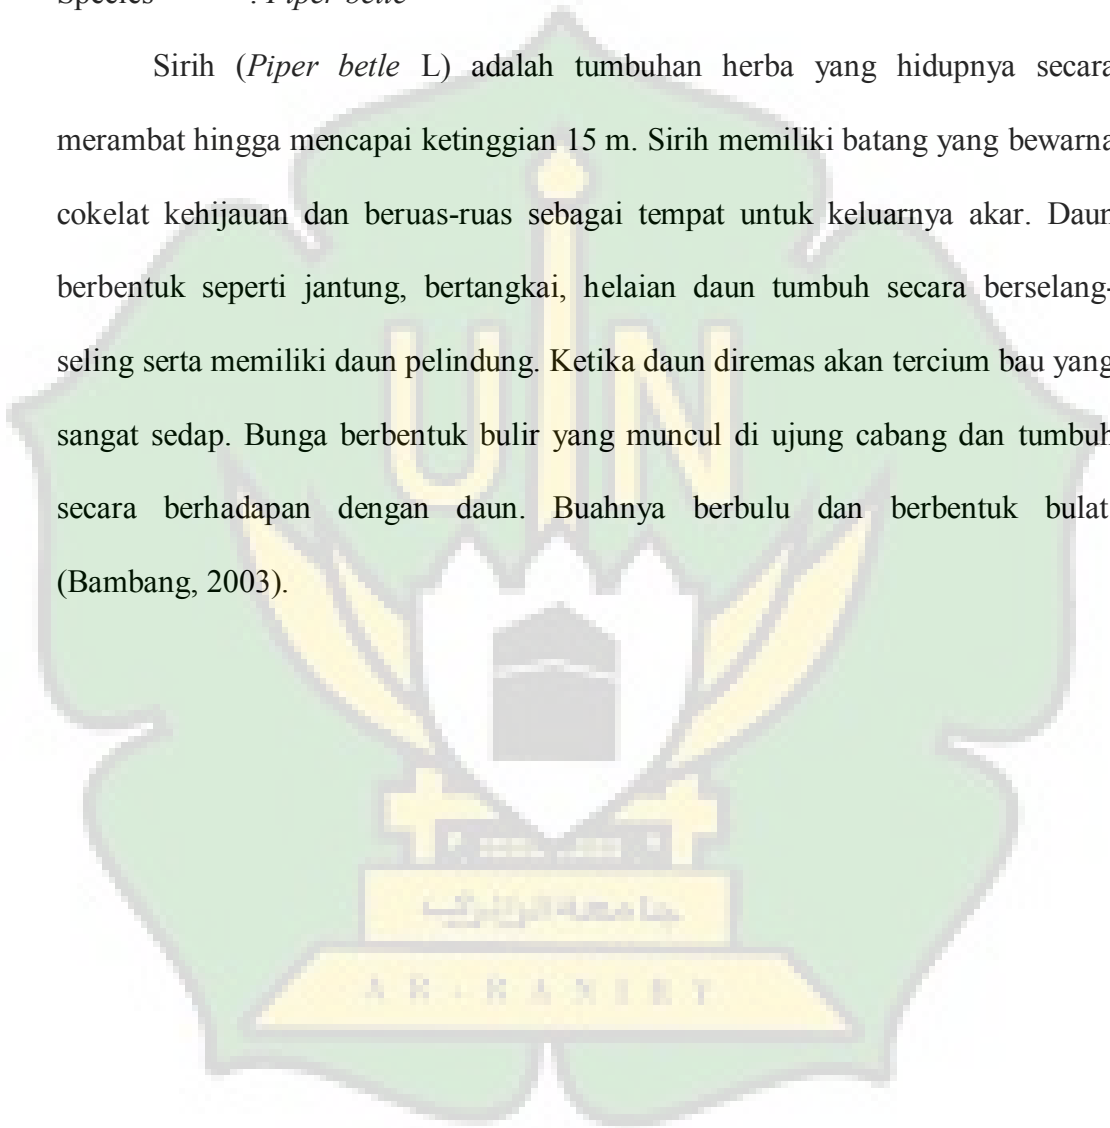 Species : Piper betle
Sirih (Piper betle L) adalah tumbuhan herba yang hidupnya secara
merambat hingga mencapai ketinggian 15 m. Sirih memiliki batang yang bewarna
cokelat kehijauan dan beruas-ruas sebagai tempat untuk keluarnya akar. Daun
berbentuk seperti jantung, bertangkai, helaian daun tumbuh secara berselang-
seling serta memiliki daun pelindung. Ketika daun diremas akan tercium bau yang
sangat sedap. Bunga berbentuk bulir yang muncul di ujung cabang dan tumbuh
secara berhadapan dengan daun. Buahnya berbulu dan berbentuk bulat
(Bambang, 2003).
UIN
جامعة الرانري
AR-RANIRY